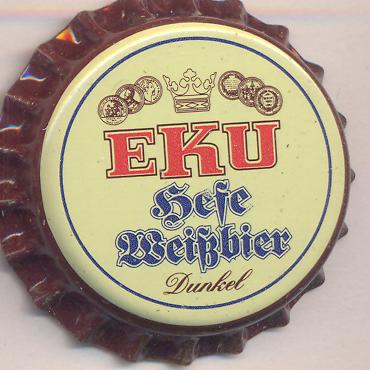 EKU
Hefe
Weißbier
Dunkel